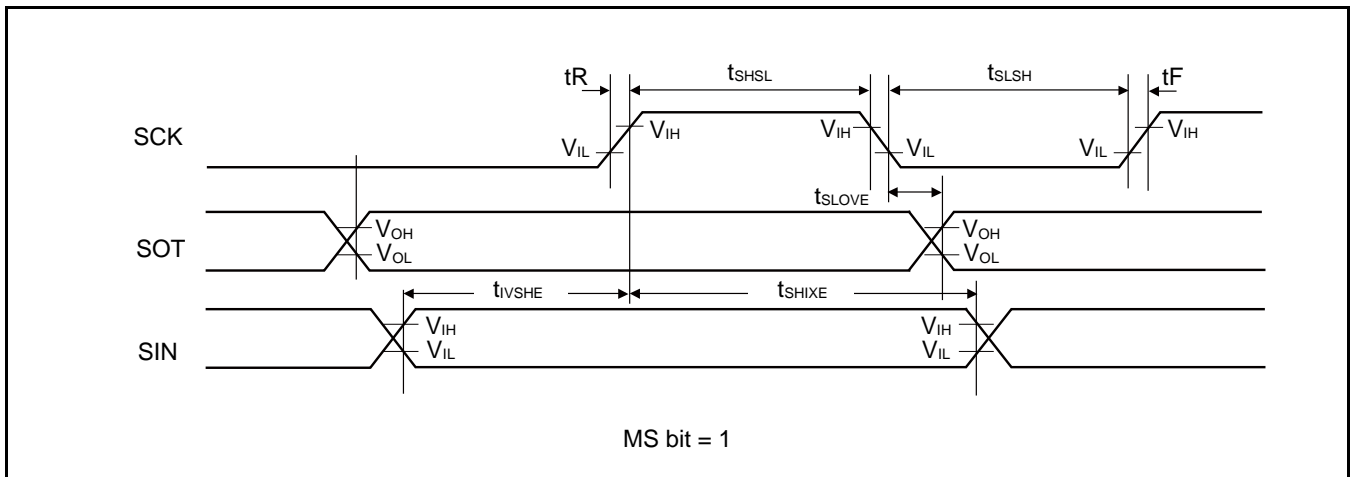 tR tSHSL tSLSH tF
SCK VIL VIH VIH VIL VIL VIH
tSLOVE
SOT VOH VOL VOH VOL
tIVSHE tSHIXE
SIN VIH VIL VIH VIL
MS bit = 1